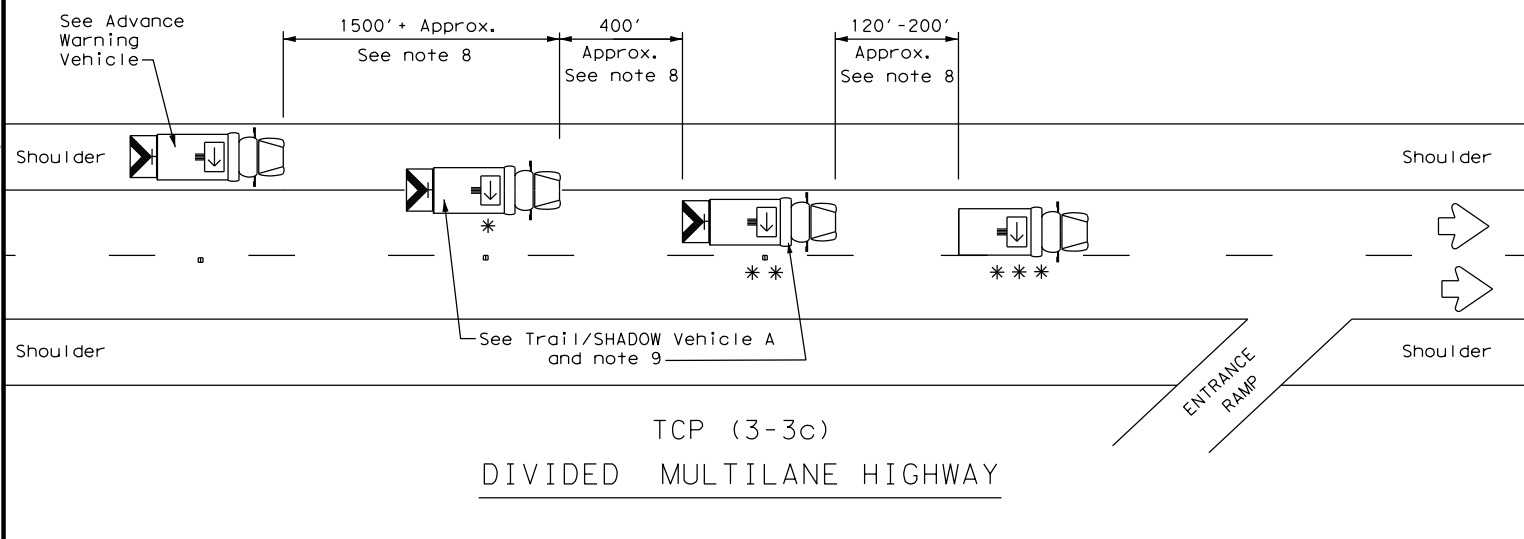 See Advance
Warning
Vehicle
1500'+ Approx.
See note 8
400'
Approx.
See note 8
120'-200'
Approx.
See note 8
Shoulder
Shoulder
*
**
***
See Trail/SHADOW Vehicle A
and note 9
Shoulder
Shoulder
ENTRANCE
RAMP
TCP (3-3c)
DIVIDED MULTILANE HIGHWAY